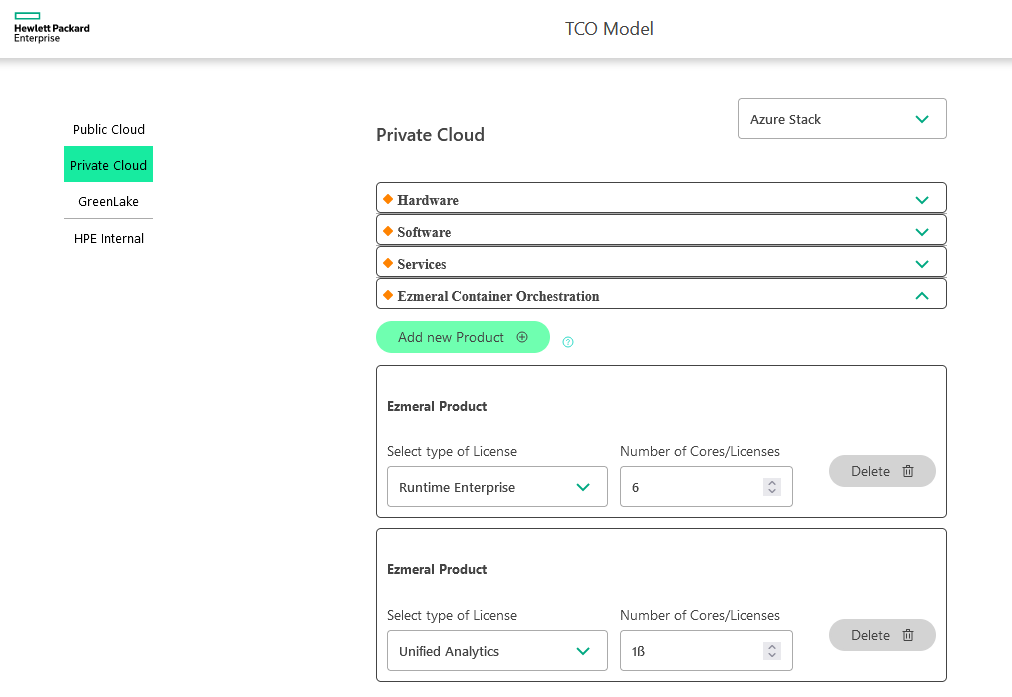 Hewlett Packard
Enterprise
TCO Model
Public Cloud
Private Cloud
GreenLake
HPE Internal
Private Cloud
Azure Stack
Hardware
Software
Services
Ezmeral Container Orchestration
Add new Product
Ezmeral Product
Select type of License
Number of Cores/Licenses
Runtime Enterprise
6
Delete
Ezmeral Product
Select type of License
Number of Cores/Licenses
Unified Analytics
1ß
Delete